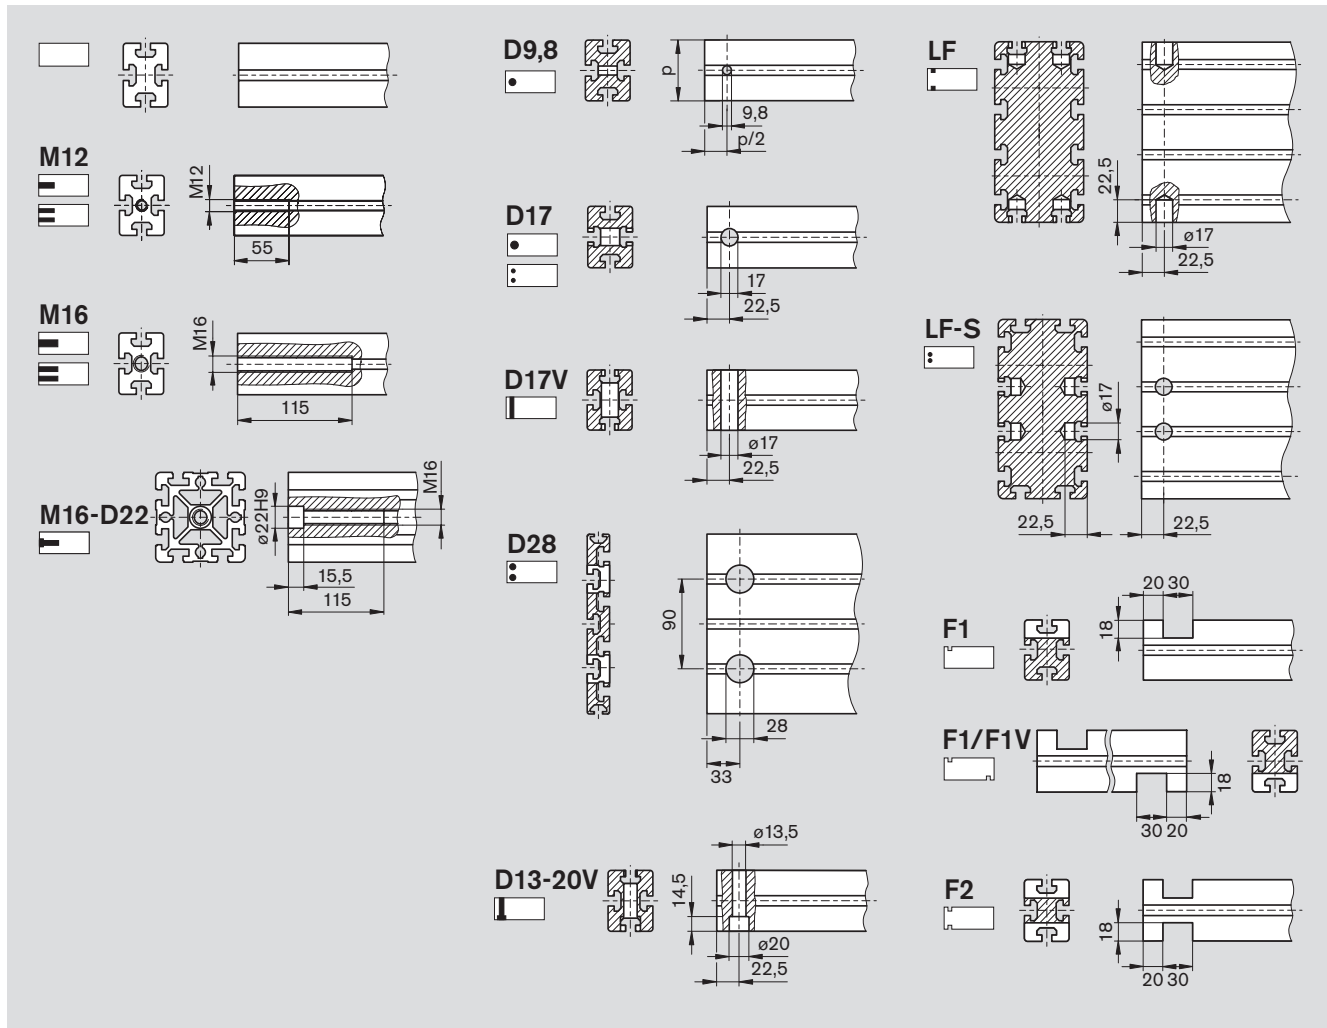 M12
M12
55
M16
M16
115
M16-D22
ø22H9
M16
15,5
115
D9,8
p
9,8
p/2
D17
17
22,5
D17V
ø17
22,5
D28
90
28
33
D13-20V
ø13,5
14,5
ø20
22,5
LF
22,5
ø17
22,5
LF-S
ø17
22,5
22,5
F1
20 30
18
F1/F1V
18
30 20
F2
18
20 30